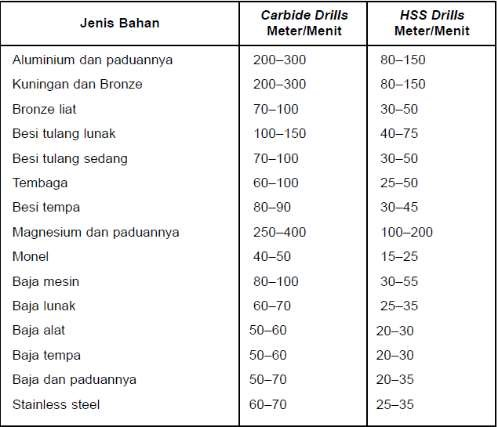 Jenis Bahan Carbide Drills HSS Drills
Meter/Menit Meter/Menit
Aluminium dan paduannya 200–300 80–150
Kuningan dan Bronze 200–300 80–150
Bronze liat 70–100 30–50
Besi tulang lunak 100–150 40–75
Besi tulang sedang 70–100 30–50
Tembaga 60–100 25–50
Besi tempa 80–90 30–45
Magnesium dan paduannya 250–400 100–200
Monel 40–50 15–25
Baja mesin 80–100 30–55
Baja lunak 60–70 25–35
Baja alat 50–60 20–30
Baja tempa 50–60 20–30
Baja dan paduannya 50–70 20–35
Stainless steel 60–70 25–35